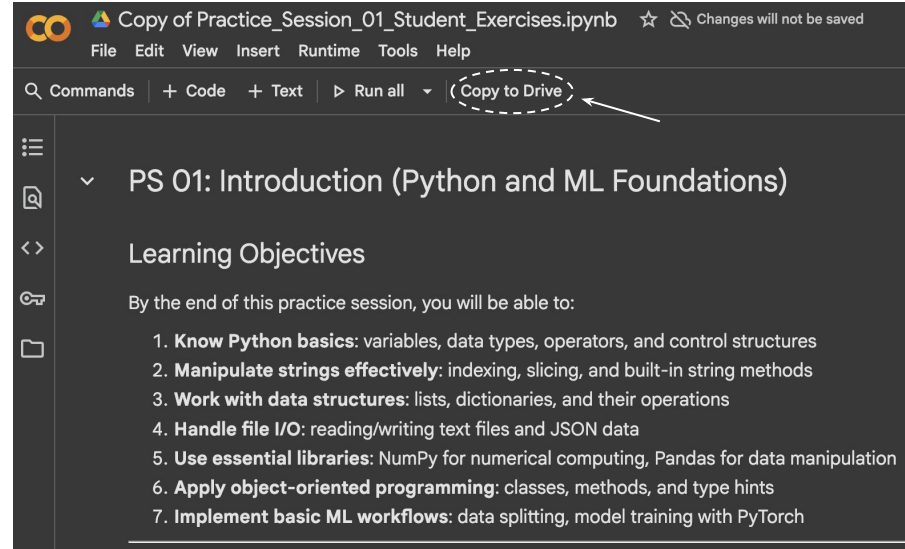 Copy of Practice_Session_01_Student_Exercises.ipynb Changes will not be saved
File Edit View Insert Runtime Tools Help
Commands + Code + Text Run all Copy to Drive
PS 01: Introduction (Python and ML Foundations)
Learning Objectives
By the end of this practice session, you will be able to:
1. Know Python basics: variables, data types, operators, and control structures
2. Manipulate strings effectively: indexing, slicing, and built-in string methods
3. Work with data structures: lists, dictionaries, and their operations
4. Handle file I/O: reading/writing text files and JSON data
5. Use essential libraries: NumPy for numerical computing, Pandas for data manipulation
6. Apply object-oriented programming: classes, methods, and type hints
7. Implement basic ML workflows: data splitting, model training with PyTorch